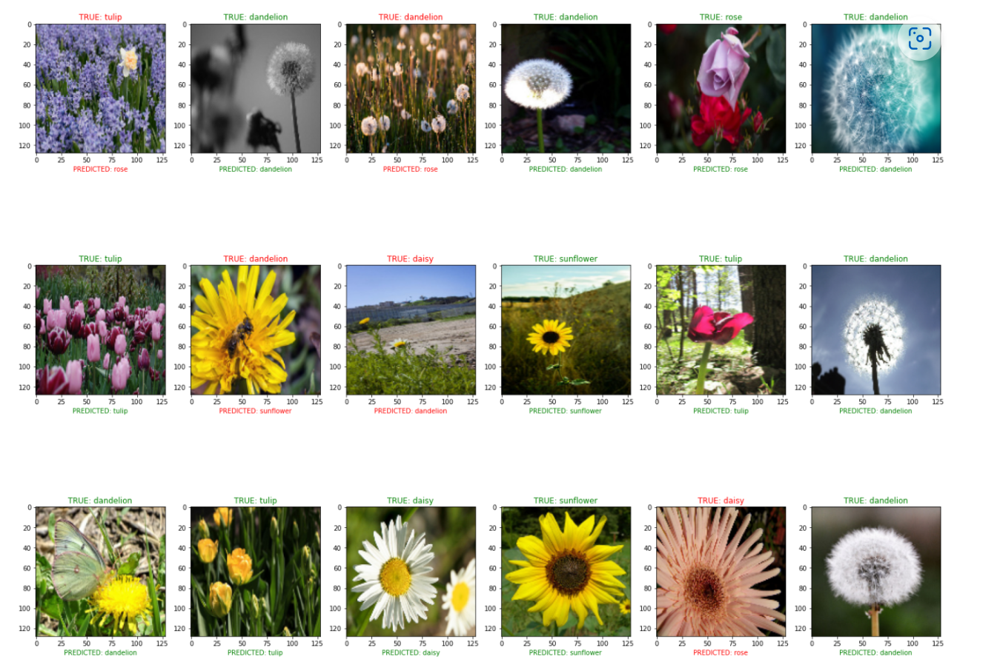 TRUE: tulip
TRUE: dandelion
TRUE: dandelion
TRUE: dandelion
TRUE: rose
TRUE: dandelion
0
20
40
60
80
100
120
0 25 50 75 100 125
PREDICTED: rose
0
20
40
60
80
100
120
0 25 50 75 100 125
PREDICTED: dandelion
0
20
40
60
80
100
120
0 25 50 75 100 125
PREDICTED: rose
0
20
40
60
80
100
120
0 25 50 75 100 125
PREDICTED: dandelion
0
20
40
60
80
100
120
0 25 50 75 100 125
PREDICTED: rose
0
20
40
60
80
100
120
0 25 50 75 100 125
PREDICTED: dandelion
TRUE: tulip
TRUE: dandelion
TRUE: daisy
TRUE: sunflower
TRUE: tulip
TRUE: dandelion
0
20
40
60
80
100
120
0 25 50 75 100 125
PREDICTED: tulip
0
20
40
60
80
100
120
0 25 50 75 100 125
PREDICTED: sunflower
0
20
40
60
80
100
120
0 25 50 75 100 125
PREDICTED: dandelion
0
20
40
60
80
100
120
0 25 50 75 100 125
PREDICTED: sunflower
0
20
40
60
80
100
120
0 25 50 75 100 125
PREDICTED: tulip
0
20
40
60
80
100
120
0 25 50 75 100 125
PREDICTED: dandelion
TRUE: dandelion
TRUE: tulip
TRUE: daisy
TRUE: sunflower
TRUE: daisy
TRUE: dandelion
0
20
40
60
80
100
120
0 25 50 75 100 125
PREDICTED: dandelion
0
20
40
60
80
100
120
0 25 50 75 100 125
PREDICTED: tulip
0
20
40
60
80
100
120
0 25 50 75 100 125
PREDICTED: daisy
0
20
40
60
80
100
120
0 25 50 75 100 125
PREDICTED: sunflower
0
20
40
60
80
100
120
0 25 50 75 100 125
PREDICTED: rose
0
20
40
60
80
100
120
0 25 50 75 100 125
PREDICTED: dandelion